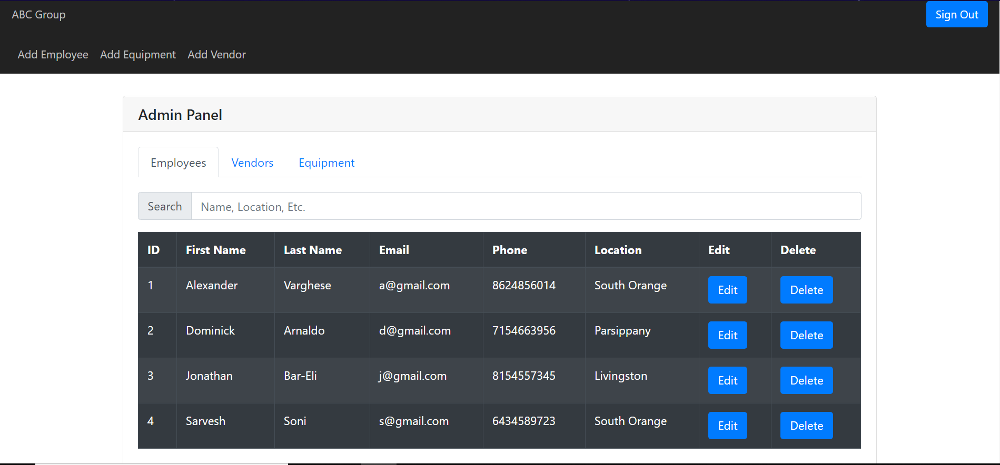 ABC Group Sign Out
Add Employee Add Equipment Add Vendor
Admin Panel
Employees Vendors Equipment
Search Name, Location, Etc.
ID First Name Last Name Email Phone Location Edit Delete
1 Alexander Varghese a@gmail.com 8624856014 South Orange Edit Delete
2 Dominick Arnaldo d@gmail.com 7154663956 Parsippany Edit Delete
3 Jonathan Bar-Eli j@gmail.com 8154557345 Livingston Edit Delete
4 Sarvesh Soni s@gmail.com 6434589723 South Orange Edit Delete